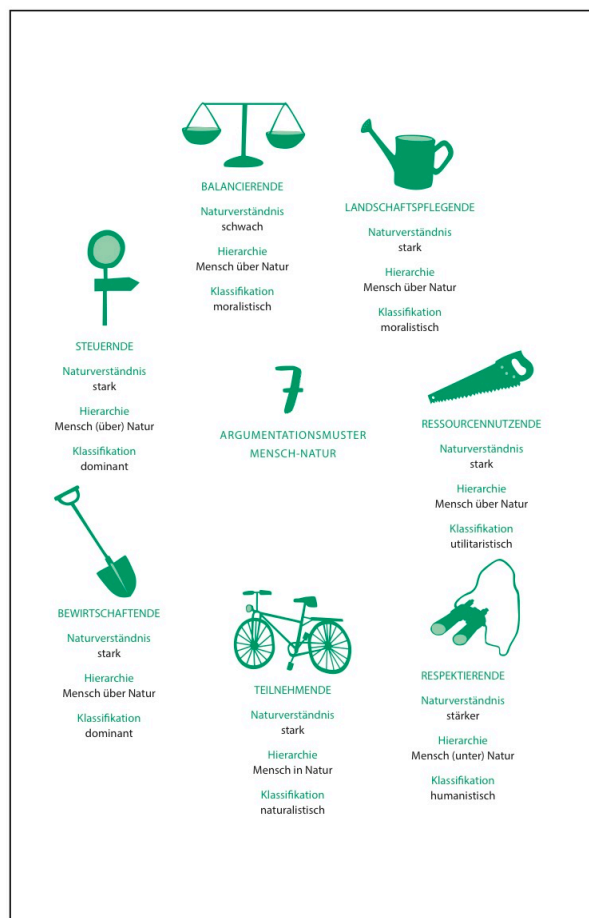 BALANCIERENDE
Naturverständnis
schwach
Hierarchie
Mensch über Natur
Klassifikation
moralistisch
LANDSCHAFTSPFLEGENDE
Naturverständnis
stark
Hierarchie
Mensch über Natur
Klassifikation
moralistisch
STEUERNDE
Naturverständnis
stark
Hierarchie
Mensch (über) Natur
Klassifikation
dominant
7
ARGUMENTATIONSMUSTER
MENSCH-NATUR
RESSOURCENNUTZENDE
Naturverständnis
stark
Hierarchie
Mensch über Natur
Klassifikation
utilitaristisch
BEWIRTSCHAFTENDE
Naturverständnis
stark
Hierarchie
Mensch über Natur
Klassifikation
dominant
TEILNEHMENDE
Naturverständnis
stark
Hierarchie
Mensch in Natur
Klassifikation
naturalistisch
RESPEKTIERENDE
Naturverständnis
stärker
Hierarchie
Mensch (unter) Natur
Klassifikation
humanistisch